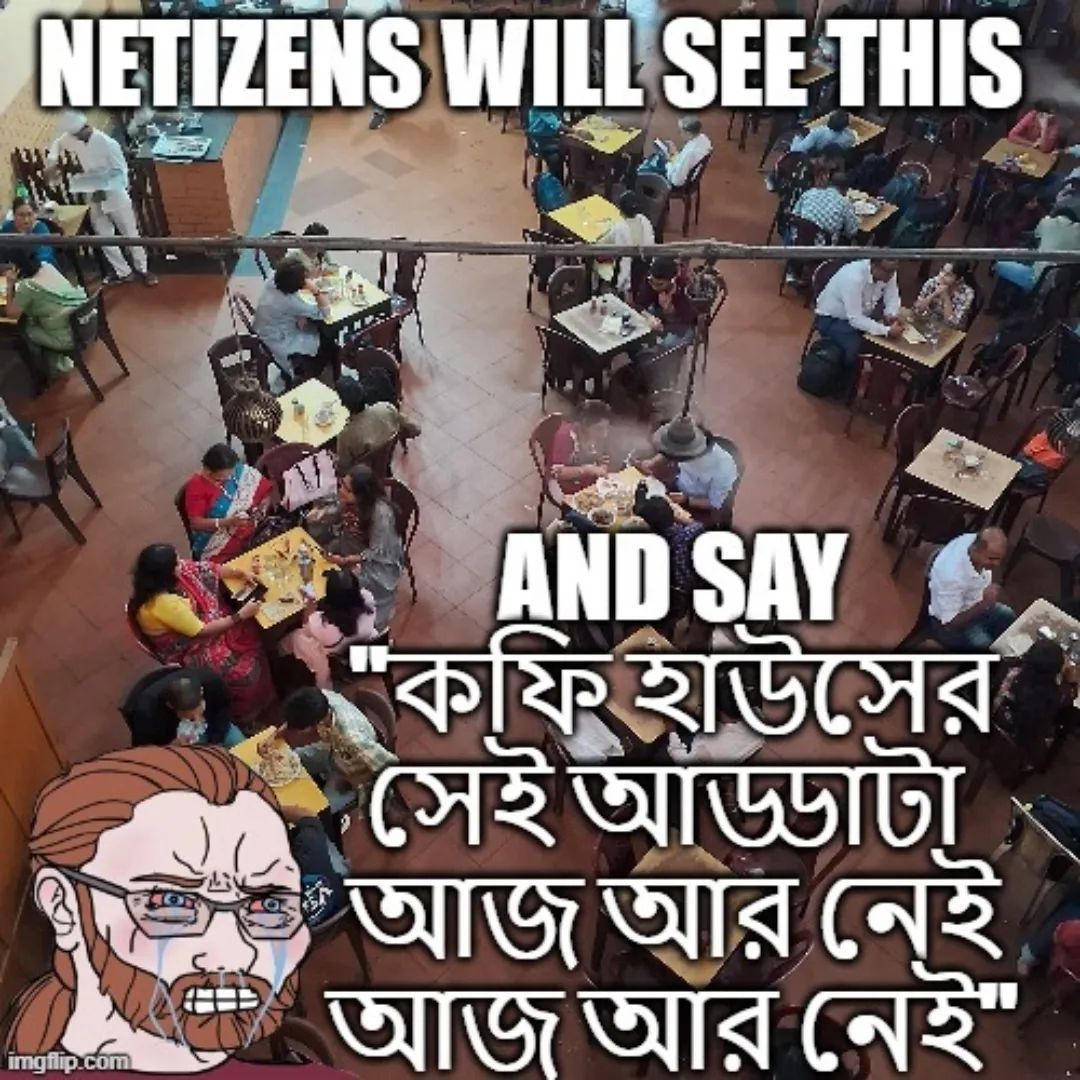 NETIZENS WILL SEE THIS
AND SAY
"কফি হাউসের
সেই আড্ডাটা
আজ আর নেই
আজ আর নেই"
imgflip.com